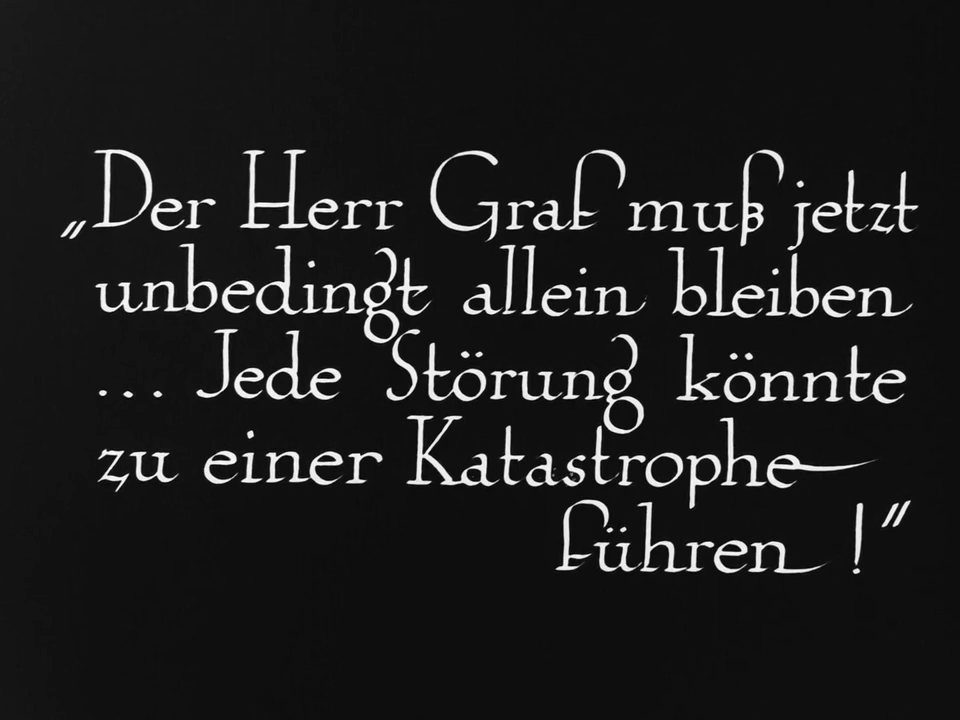 „Der Herr Graf muß jetzt
unbedingt allein bleiben
... Jede Störung könnte
zu einer Katastrophe
führen !"